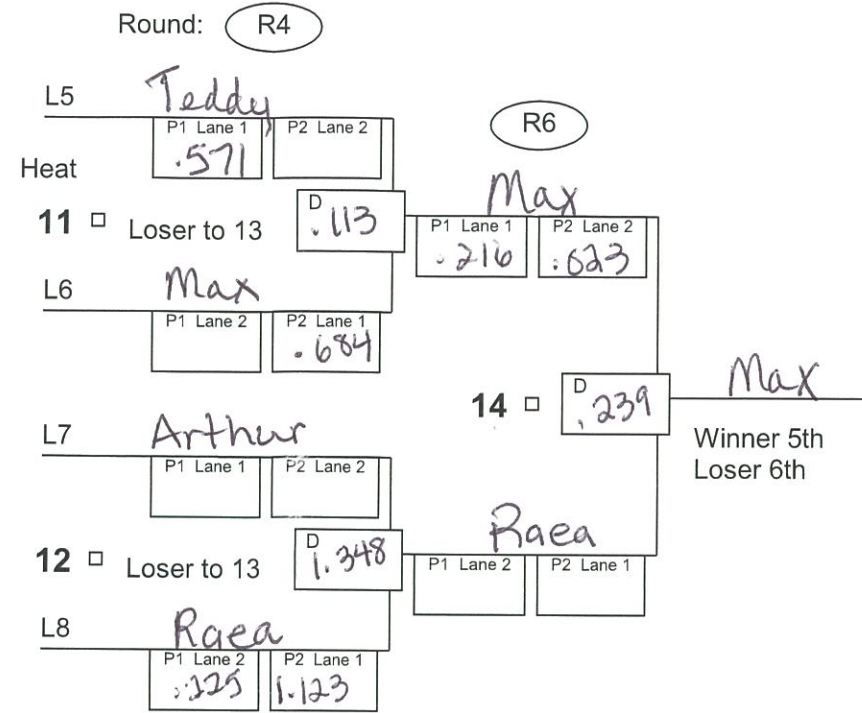 Round: R4
L5 Teddy
P1 Lane 1 P2 Lane 2
.571
R6
Heat
Max
11 Loser to 13 D .113
P1 Lane 1 P2 Lane 2
.216 .023
L6 Max
P1 Lane 2 P2 Lane 1
.684
14 D .239 Max
Winner 5th
Loser 6th
L7 Arthur
P1 Lane 1 P2 Lane 2
Raea
12 Loser to 13 D 1.348
P1 Lane 2 P2 Lane 1
L8 Raea
P1 Lane 2 P2 Lane 1
.225 1.123